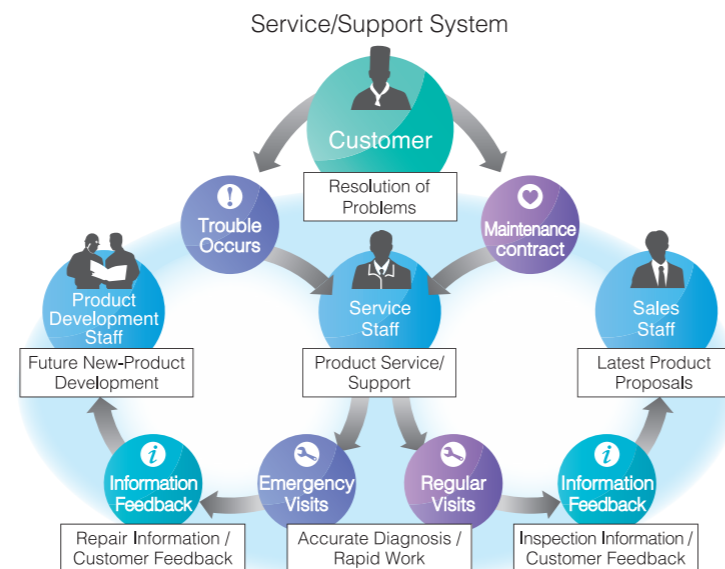 Service/Support System
Customer
Resolution of
Problems
Trouble
Occurs
Maintenance
contract
Product
Development
Staff
Future New-Product
Development
Service
Staff
Product Service/
Support
Sales
Staff
Latest Product
Proposals
i
Information
Feedback
Repair Information /
Customer Feedback
Emergency
Visits
Accurate Diagnosis /
Rapid Work
Regular
Visits
i
Information
Feedback
Inspection Information /
Customer Feedback